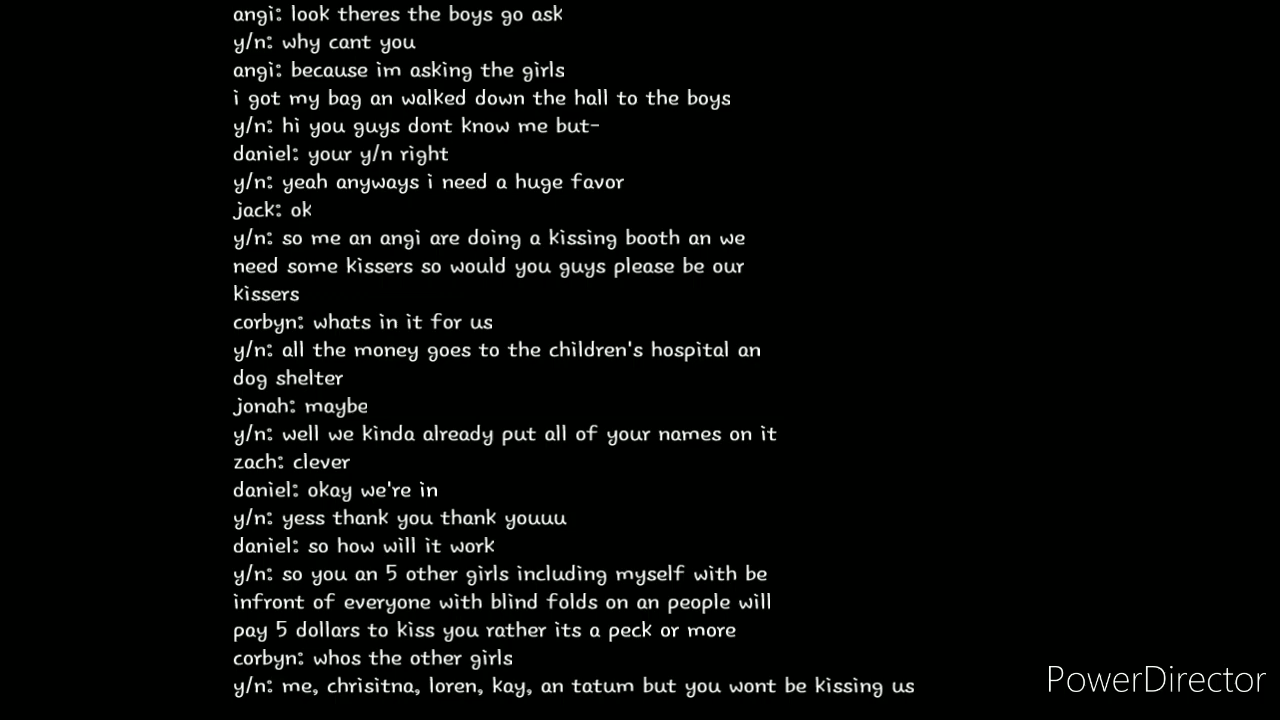 angi: look theres the boys go ask
y/n: why cant you
angi: because im asking the girls
i got my bag an walked down the hall to the boys
y/n: hi you guys dont know me but-
daniel: your y/n right
y/n: yeah anyways i need a huge favor
jack: ok
y/n: so me an angi are doing a kissing booth an we
need some kissers so would you guys please be our
kissers
corbyn: whats in it for us
y/n: all the money goes to the children's hospital an
dog shelter
jonah: maybe
y/n: well we kinda already put all of your names on it
zach: clever
daniel: okay we're in
y/n: yess thank you thank youuu
daniel: so how will it work
y/n: so you an 5 other girls including myself with be
infront of everyone with blind folds on an people will
pay 5 dollars to kiss you rather its a peck or more
corbyn: whos the other girls
y/n: me, chrisitna, loren, kay, an tatum but you wont be kissing us
PowerDirector